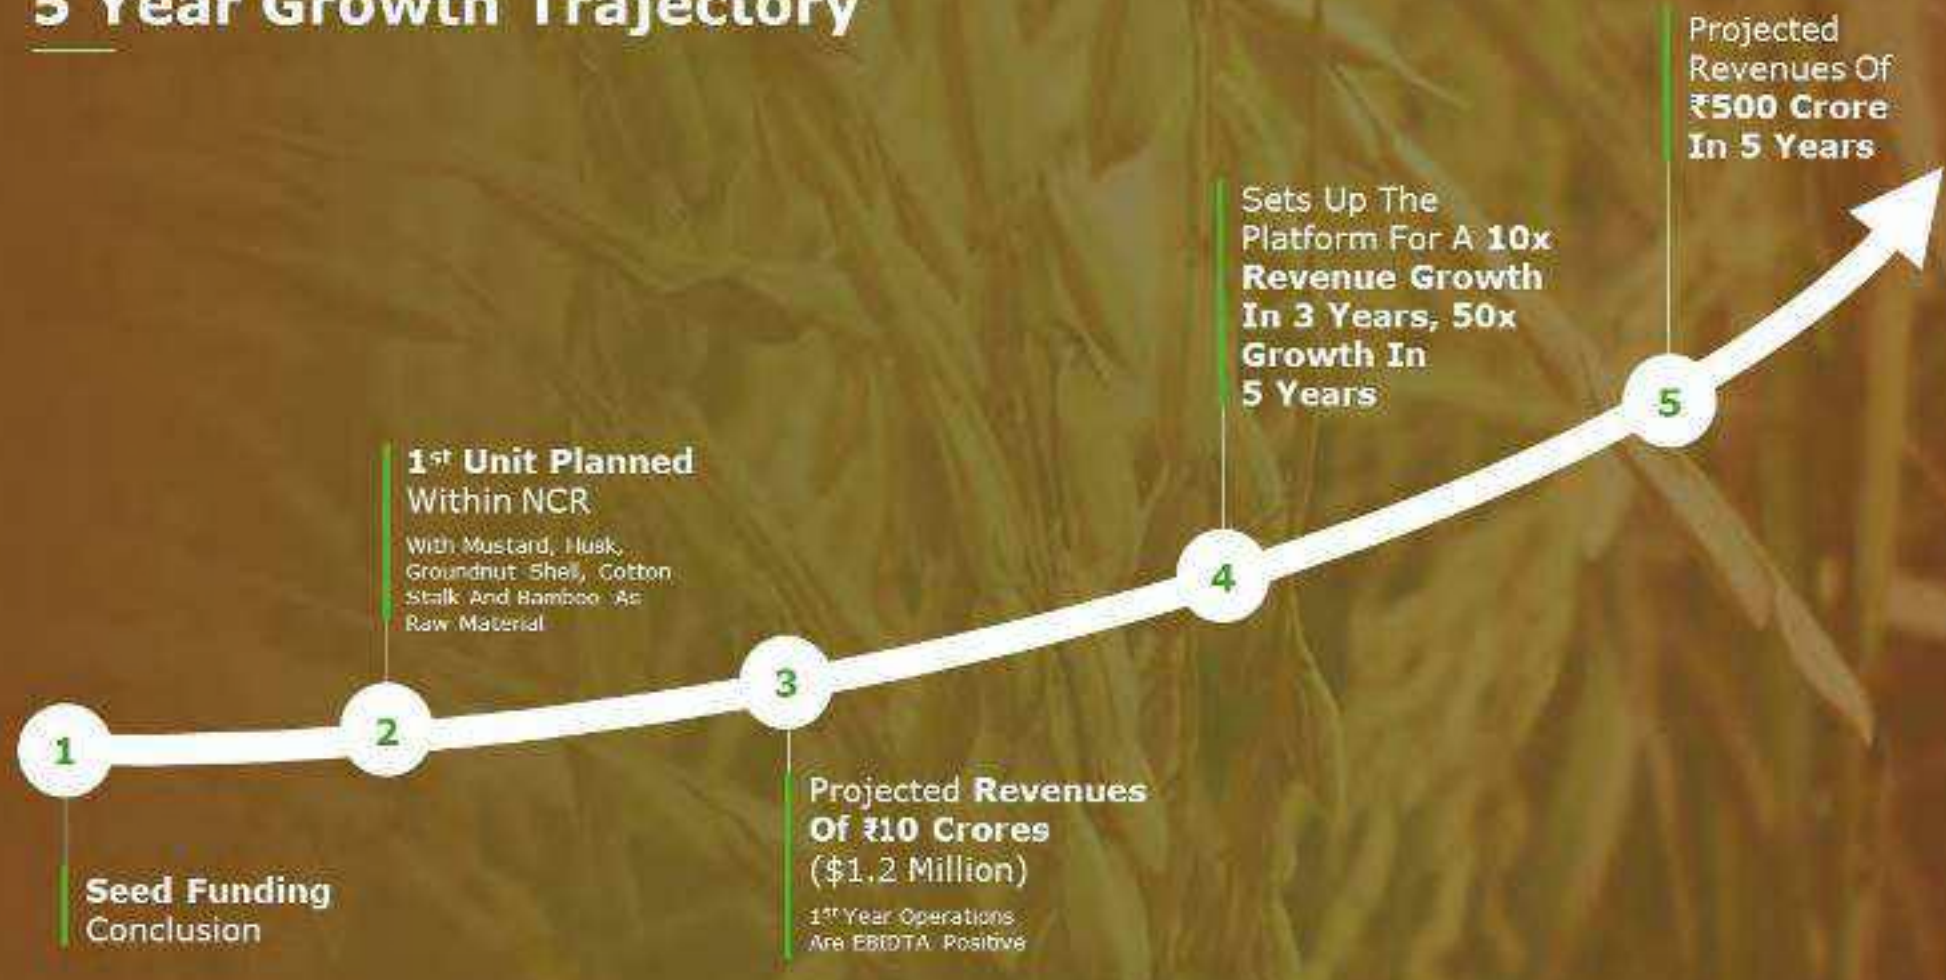 5 Year Growth Trajectory
1
Seed Funding
Conclusion
2
1st Unit Planned
Within NCR
With Mustard, Husk,
Groundnut Shell, Cotton
Stalk And Bamboo As
Raw Material
3
Projected Revenues
Of ₹10 Crores
($1.2 Million)
1st Year Operations
Are EBIDTA Positive
4
Sets Up The
Platform For A 10x
Revenue Growth
In 3 Years, 50x
Growth In
5 Years
5
Projected
Revenues Of
₹500 Crore
In 5 Years